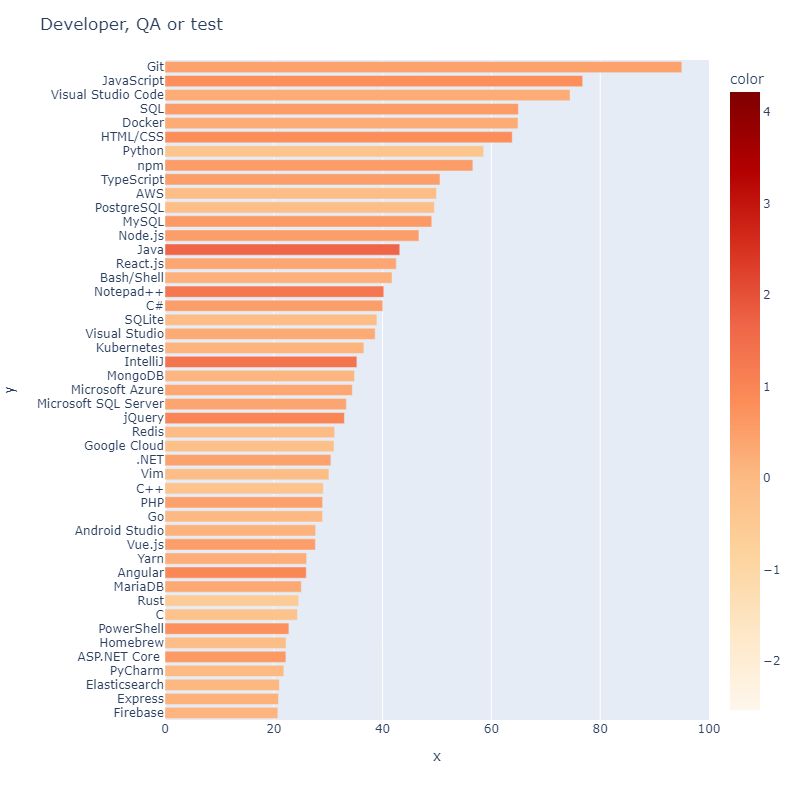 Developer, QA or test
Git
JavaScript
Visual Studio Code
SQL
Docker
HTML/CSS
Python
npm
TypeScript
AWS
PostgreSQL
MySQL
Node.js
Java
React.js
Bash/Shell
Notepad++
C#
SQLite
Visual Studio
Kubernetes
IntelliJ
MongoDB
Microsoft Azure
Microsoft SQL Server
jQuery
Redis
Google Cloud
.NET
Vim
C++
PHP
Go
Android Studio
Vue.js
Yarn
Angular
MariaDB
Rust
C
PowerShell
Homebrew
ASP.NET Core
PyCharm
Elasticsearch
Express
Firebase
y
0 20 40 60 80 100
x
color
4
3
2
1
0
−1
−2